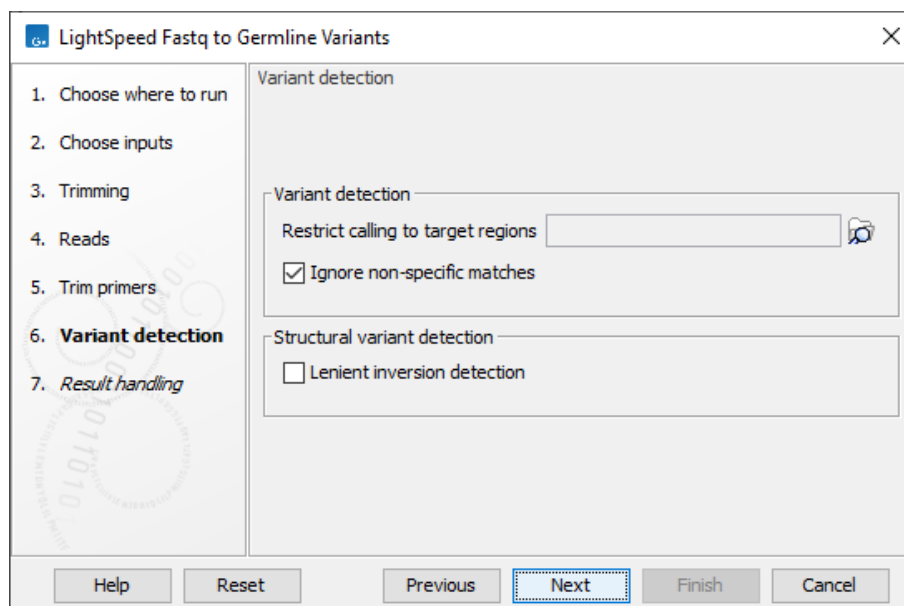 Gx LightSpeed Fastq to Germline Variants
1. Choose where to run
2. Choose inputs
3. Trimming
4. Reads
5. Trim primers
6. Variant detection
7. Result handling
Variant detection
Variant detection
Restrict calling to target regions
Ignore non-specific matches
Structural variant detection
Lenient inversion detection
Help Reset Previous Next Finish Cancel